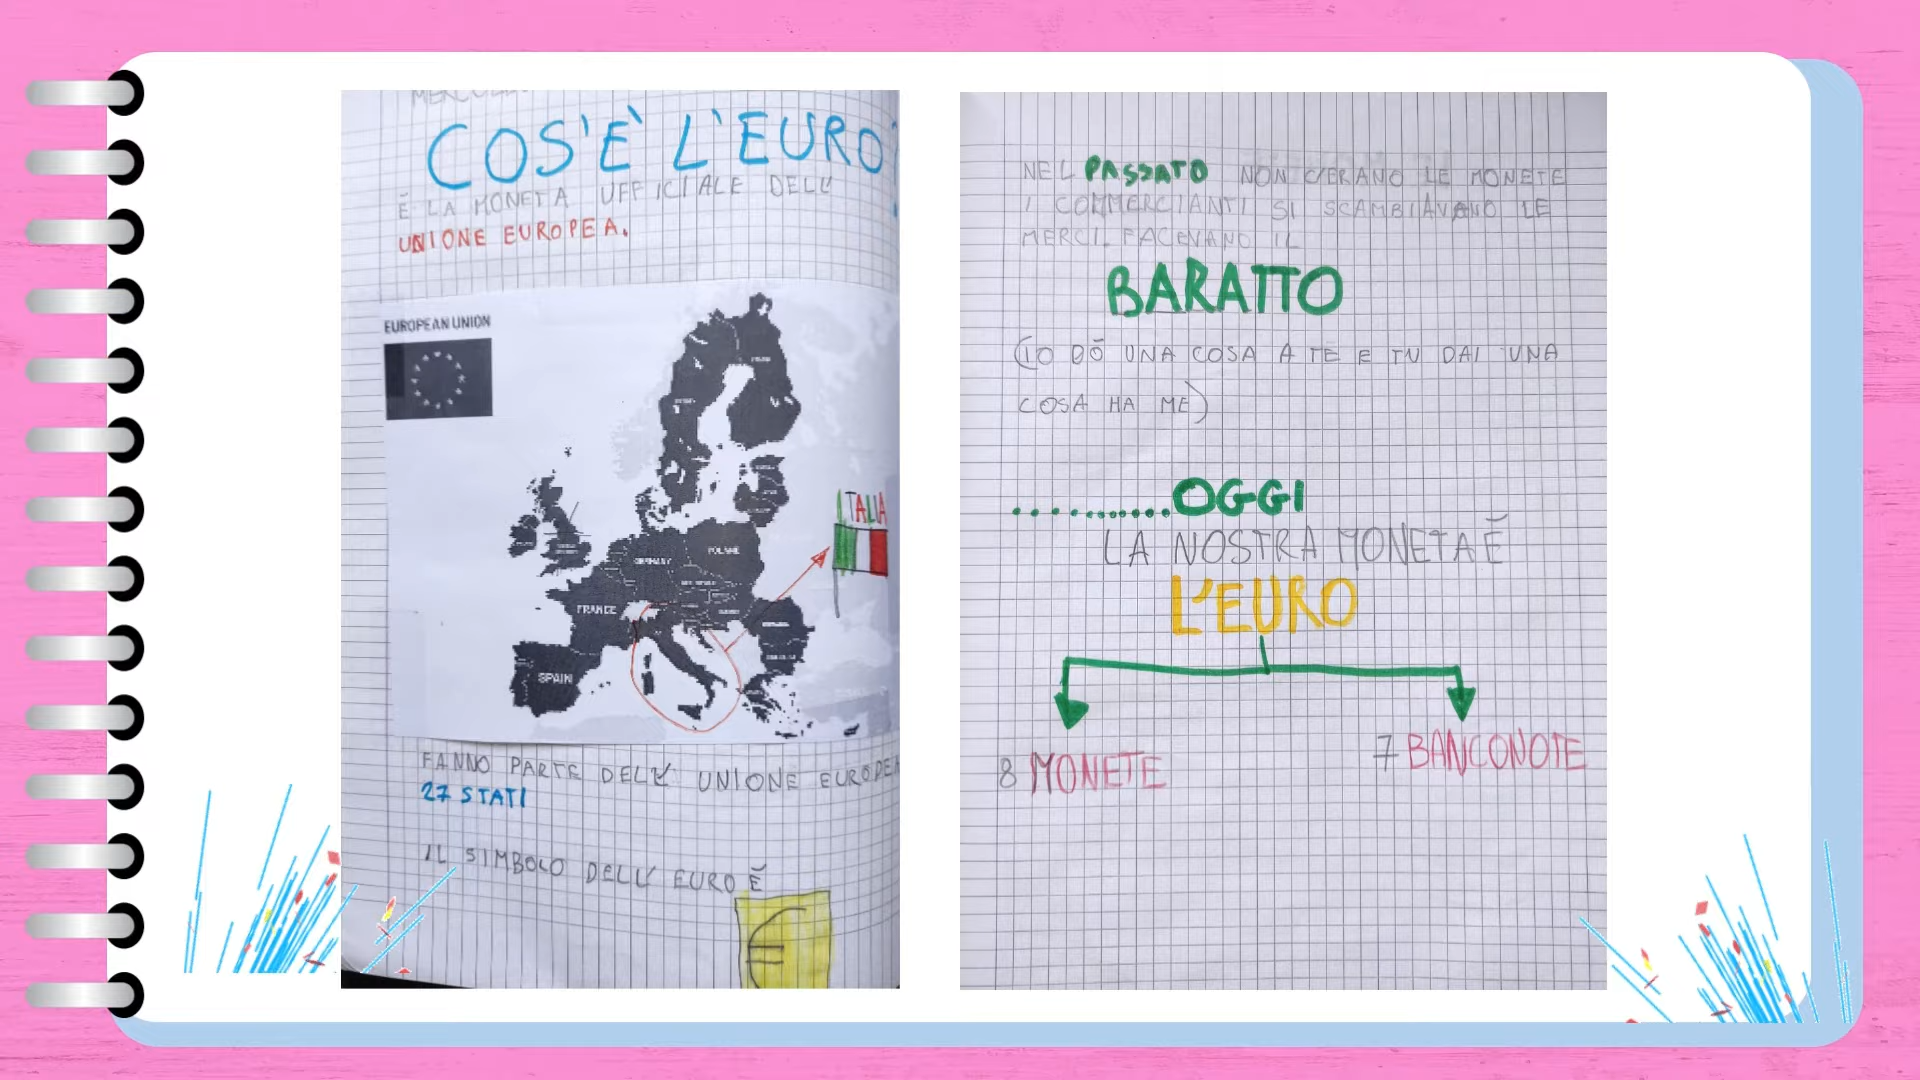 COS'È L'EURO?
È LA MONETA UFFICIALE DELL'
UNIONE EUROPEA.
EUROPEAN UNION
ITALIA
POLAND
GERMANY
FRANCE
SPAIN
FANNO PARTE DELL' UNIONE EUROPEA
27 STATI
IL SIMBOLO DELL' EURO È
€
NEL PASSATO NON C'ERANO LE MONETE
I COMMERCIANTI SI SCAMBIAVANO LE
MERCI. FACEVANO IL
BARATTO
(IO DÒ UNA COSA A TE E TU DAI UNA
COSA HA ME)
...........OGGI
LA NOSTRA MONETA È
L'EURO
8 MONETE
7 BANCONOTE